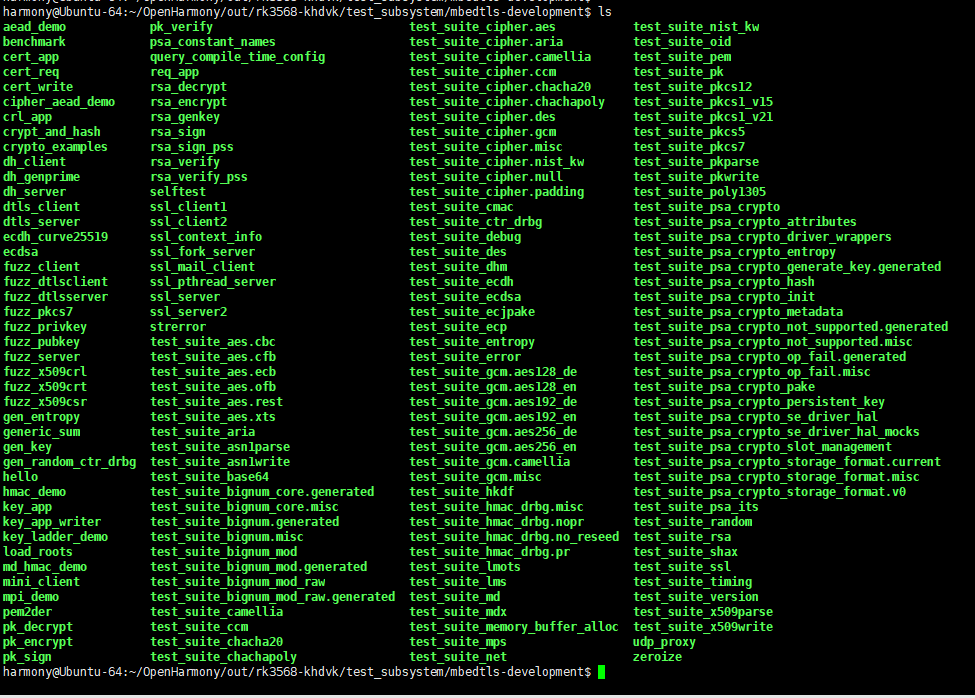 harmony@Ubuntu-64:~/OpenHarmony/out/rk3568-khdvk/test_subsystem/mbedtls-development$ ls
aead_demo pk_verify test_suite_cipher.aes test_suite_nist_kw
benchmark psa_constant_names test_suite_cipher.aria test_suite_oid
cert_app query_compile_time_config test_suite_cipher.camellia test_suite_pem
cert_req req_app test_suite_cipher.ccm test_suite_pk
cert_write rsa_decrypt test_suite_cipher.chacha20 test_suite_pkcs12
cipher_aead_demo rsa_encrypt test_suite_cipher.chachapoly test_suite_pkcs1_v15
crl_app rsa_genkey test_suite_cipher.des test_suite_pkcs1_v21
crypt_and_hash rsa_sign test_suite_cipher.gcm test_suite_pkcs5
crypto_examples rsa_sign_pss test_suite_cipher.misc test_suite_pkcs7
dh_client rsa_verify test_suite_cipher.nist_kw test_suite_pkparse
dh_genprime rsa_verify_pss test_suite_cipher.null test_suite_pkwrite
dh_server selftest test_suite_cipher.padding test_suite_poly1305
dtls_client ssl_client1 test_suite_cmac test_suite_psa_crypto
dtls_server ssl_client2 test_suite_ctr_drbg test_suite_psa_crypto_attributes
ecdh_curve25519 ssl_context_info test_suite_debug test_suite_psa_crypto_driver_wrappers
ecdsa ssl_fork_server test_suite_des test_suite_psa_crypto_entropy
fuzz_client ssl_mail_client test_suite_dhm test_suite_psa_crypto_generate_key.generated
fuzz_dtlsclient ssl_pthread_server test_suite_ecdh test_suite_psa_crypto_hash
fuzz_dtlsserver ssl_server test_suite_ecdsa test_suite_psa_crypto_init
fuzz_pkcs7 ssl_server2 test_suite_ecjpake test_suite_psa_crypto_metadata
fuzz_privkey strerror test_suite_ecp test_suite_psa_crypto_not_supported.generated
fuzz_pubkey test_suite_aes.cbc test_suite_entropy test_suite_psa_crypto_not_supported.misc
fuzz_server test_suite_aes.cfb test_suite_error test_suite_psa_crypto_op_fail.generated
fuzz_x509crl test_suite_aes.ecb test_suite_gcm.aes128_de test_suite_psa_crypto_op_fail.misc
fuzz_x509crt test_suite_aes.ofb test_suite_gcm.aes128_en test_suite_psa_crypto_pake
fuzz_x509csr test_suite_aes.rest test_suite_gcm.aes192_de test_suite_psa_crypto_persistent_key
gen_entropy test_suite_aes.xts test_suite_gcm.aes192_en test_suite_psa_crypto_se_driver_hal
generic_sum test_suite_aria test_suite_gcm.aes256_de test_suite_psa_crypto_se_driver_hal_mocks
gen_key test_suite_asn1parse test_suite_gcm.aes256_en test_suite_psa_crypto_slot_management
gen_random_ctr_drbg test_suite_asn1write test_suite_gcm.camellia test_suite_psa_crypto_storage_format.current
hello test_suite_base64 test_suite_gcm.misc test_suite_psa_crypto_storage_format.misc
hmac_demo test_suite_bignum_core.generated test_suite_hkdf test_suite_psa_crypto_storage_format.v0
key_app test_suite_bignum_core.misc test_suite_hmac_drbg.misc test_suite_psa_its
key_app_writer test_suite_bignum.generated test_suite_hmac_drbg.nopr test_suite_random
key_ladder_demo test_suite_bignum.misc test_suite_hmac_drbg.no_reseed test_suite_rsa
load_roots test_suite_bignum_mod test_suite_hmac_drbg.pr test_suite_shax
md_hmac_demo test_suite_bignum_mod.generated test_suite_lmots test_suite_ssl
mini_client test_suite_bignum_mod_raw test_suite_lms test_suite_timing
mpi_demo test_suite_bignum_mod_raw.generated test_suite_md test_suite_version
pem2der test_suite_camellia test_suite_mdx test_suite_x509parse
pk_decrypt test_suite_ccm test_suite_memory_buffer_alloc test_suite_x509write
pk_encrypt test_suite_chacha20 test_suite_mps udp_proxy
pk_sign test_suite_chachapoly test_suite_net zeroize
harmony@Ubuntu-64:~/OpenHarmony/out/rk3568-khdvk/test_subsystem/mbedtls-development$